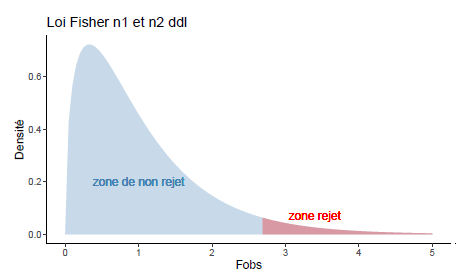 Loi Fisher n1 et n2 ddl
Densité
0.6
0.4
0.2
0.0
zone de non rejet
zone rejet
0 1 2 3 4 5
Fobs